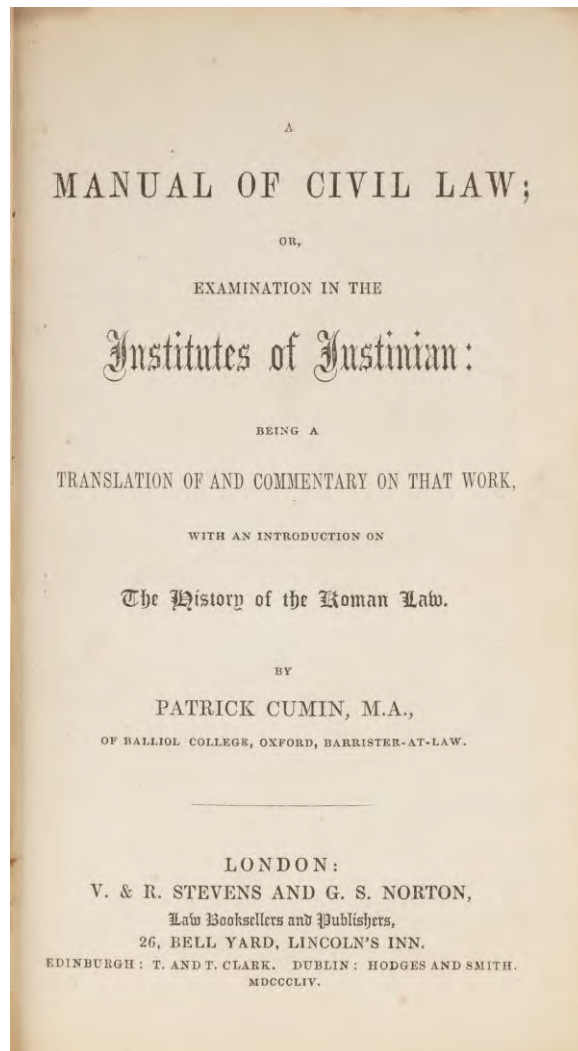 A
MANUAL OF CIVIL LAW;
OR,
EXAMINATION IN THE
Institutes of Justinian:
BEING A
TRANSLATION OF AND COMMENTARY ON THAT WORK,
WITH AN INTRODUCTION ON
The History of the Roman Law.
BY
PATRICK CUMIN, M.A.,
OF BALLIOL COLLEGE, OXFORD, BARRISTER-AT-LAW.
LONDON:
V. & R. STEVENS AND G. S. NORTON,
Law Booksellers and Publishers,
26, BELL YARD, LINCOLN'S INN.
EDINBURGH: T. AND T. CLARK. DUBLIN: HODGES AND SMITH.
MDCCCLIV.